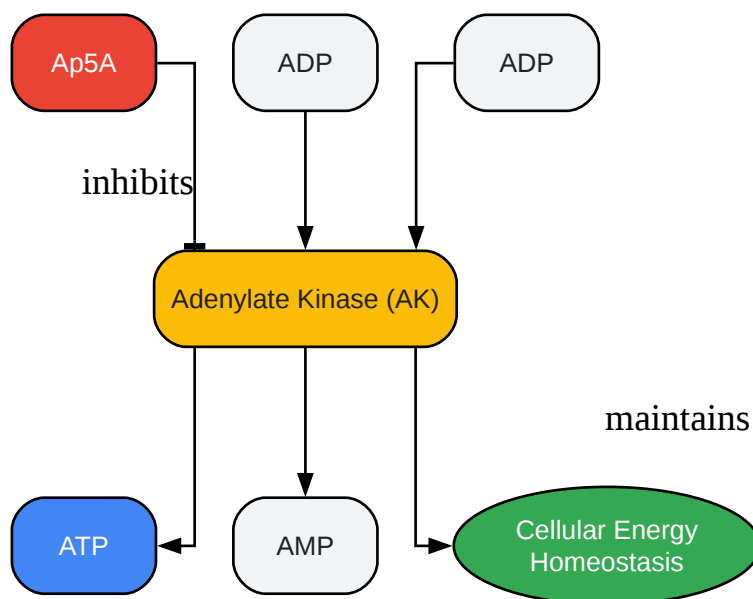 Ap5A
ADP
ADP
inhibits
Adenylate Kinase (AK)
maintains
ATP
AMP
Cellular Energy
Homeostasis